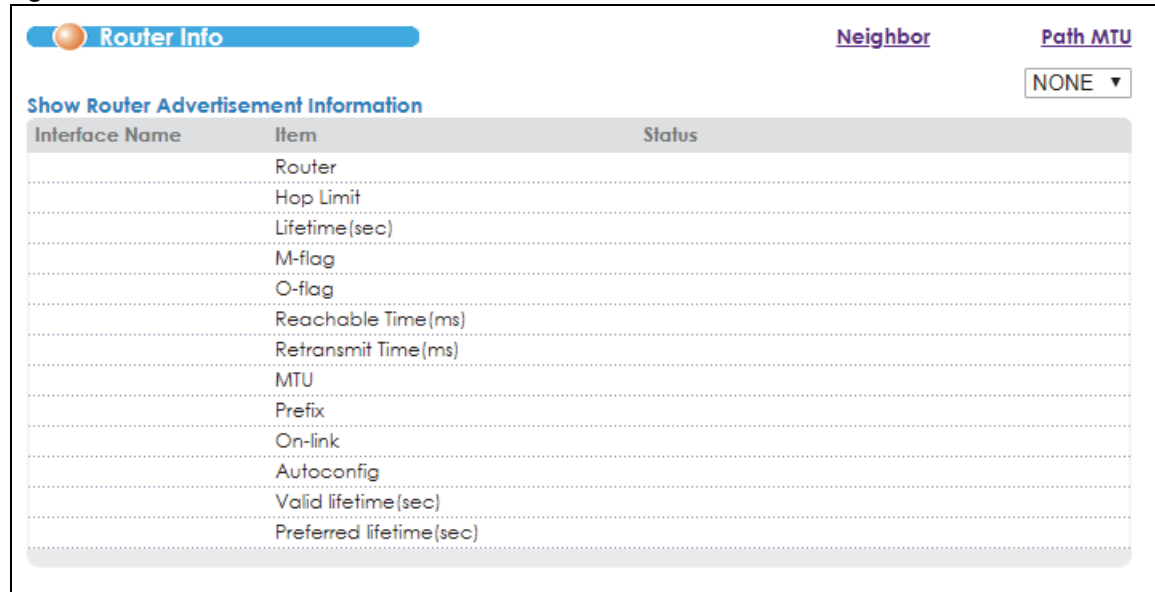 Router Info Neighbor Path MTU
NONE ▼
Show Router Advertisement Information
Interface Name Item Status
Router
Hop Limit
Lifetime(sec)
M-flag
O-flag
Reachable Time(ms)
Retransmit Time(ms)
MTU
Prefix
On-link
Autoconfig
Valid lifetime(sec)
Preferred lifetime(sec)